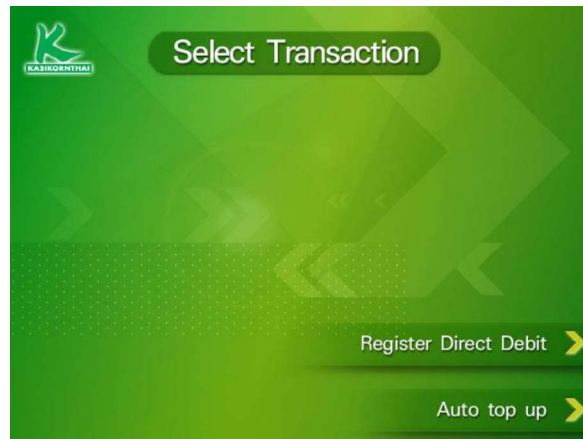 KASIKORNTHAI
Select Transaction
Register Direct Debit
Auto top up